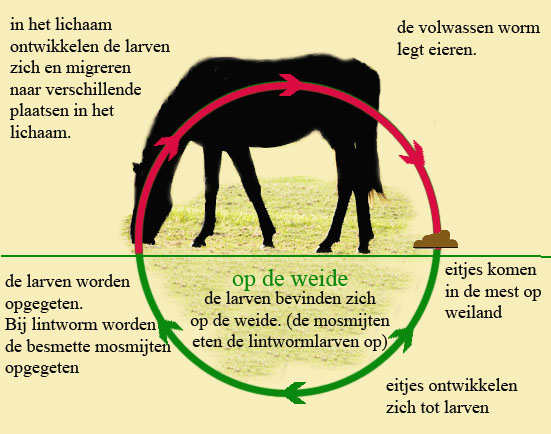 in het lichaam
ontwikkelen de larven
zich en migreren
naar verschillende
plaatsen in het
lichaam.
de volwassen worm
legt eieren.
eitjes komen
in de mest op
weiland
eitjes ontwikkelen
zich tot larven
op de weide
de larven bevinden zich
op de weide. (de mosmijten
eten de lintwormlarven op)
de larven worden
opgegeten.
Bij lintworm worden
de besmette mosmijten
opgegeten